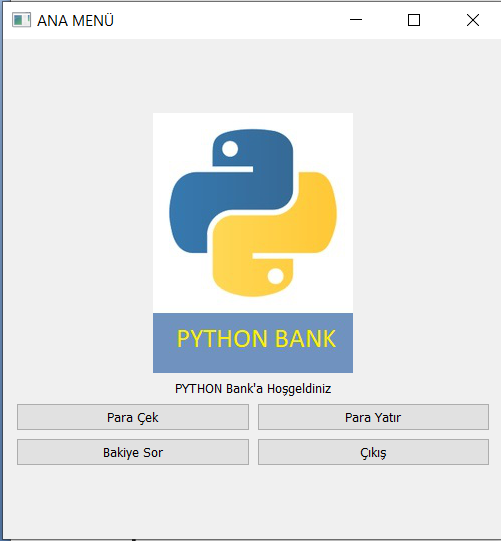 ANA MENÜ
PYTHON BANK
PYTHON Bank'a Hoşgeldiniz
Para Çek
Para Yatır
Bakiye Sor
Çıkış